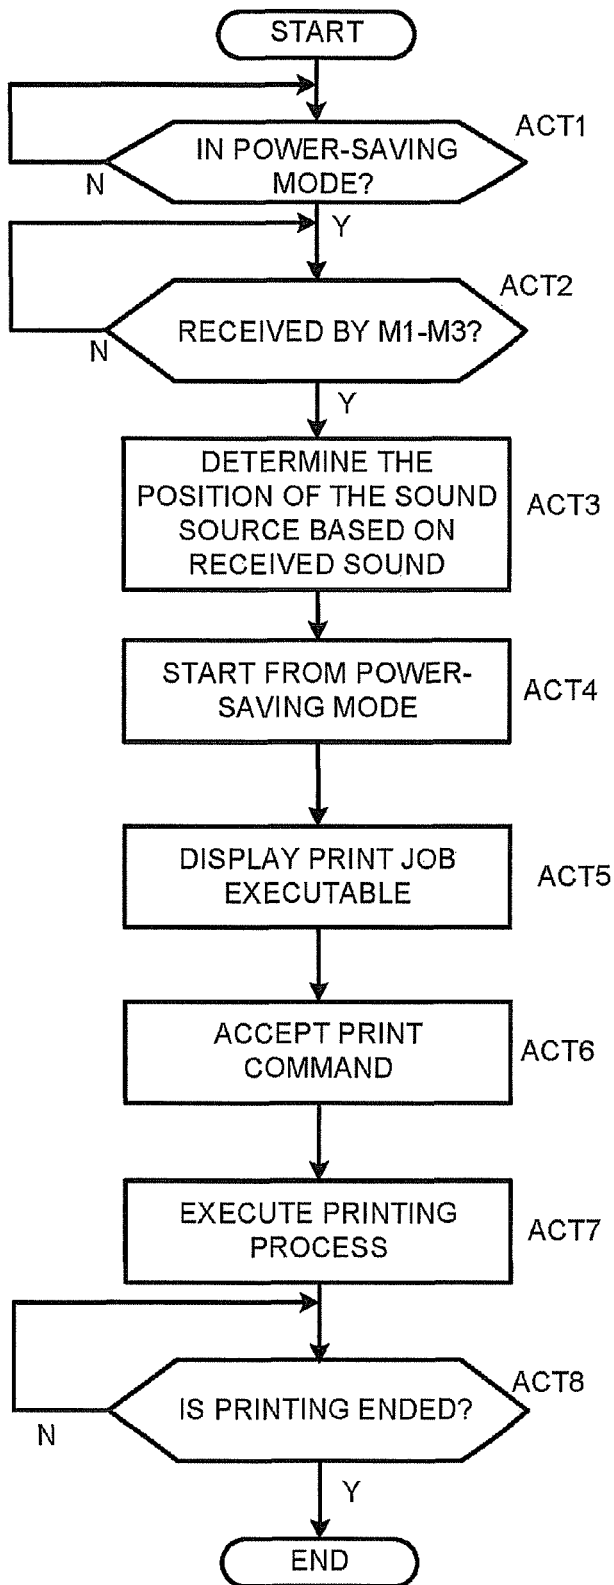 START
ACT1
IN POWER-SAVING
MODE?
N
Y
ACT2
RECEIVED BY M1-M3?
N
Y
DETERMINE THE
POSITION OF THE SOUND
SOURCE BASED ON
RECEIVED SOUND
ACT3
START FROM POWER-
SAVING MODE
ACT4
DISPLAY PRINT JOB
EXECUTABLE
ACT5
ACCEPT PRINT
COMMAND
ACT6
EXECUTE PRINTING
PROCESS
ACT7
ACT8
IS PRINTING ENDED?
N
Y
END